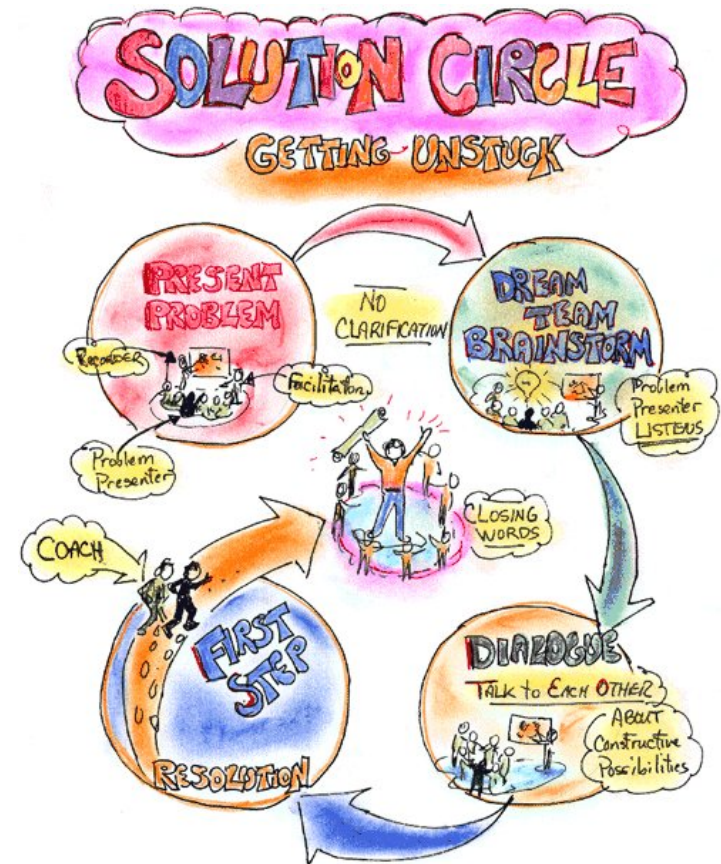 SOLUTION CIRCLE
GETTING UNSTUCK
PRESENT
PROBLEM
RECORDER
Facilitation
Problem
Presenter
NO
CLARIFICATION
DREAM
TEAM
BRAINSTORM
Problem
Presenter
LISTENS
DIALOGUE
TALK to EACH OTHER
ABOUT
Constructive
Possibilities
COACH
FIRST
STEP
RESOLUTION
CLOSING
WORDS